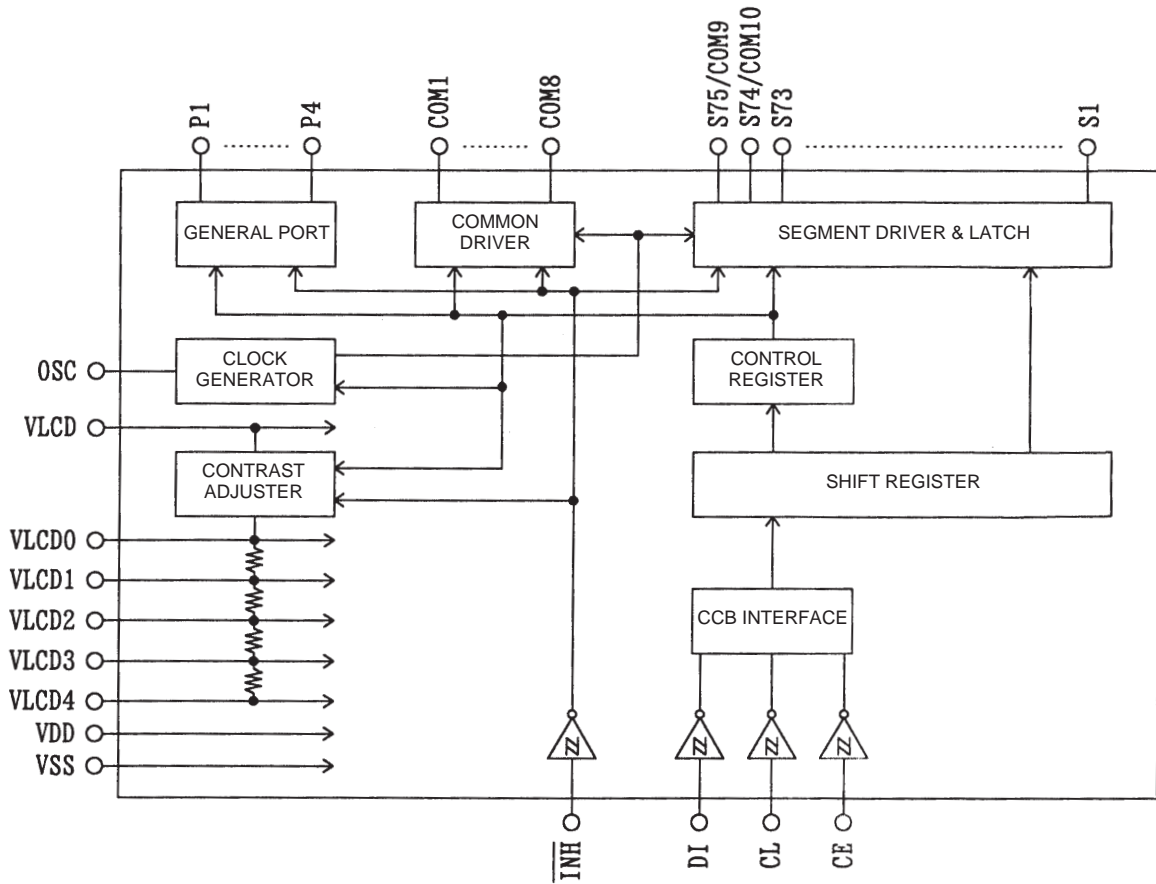 P1
P4
COM1
COM8
S75/COM9
S74/COM10
S73
S1
GENERAL PORT
COMMON
DRIVER
SEGMENT DRIVER & LATCH
OSC
CLOCK
GENERATOR
CONTROL
REGISTER
VLCD
CONTRAST
ADJUSTER
SHIFT REGISTER
VLCD0
VLCD1
VLCD2
VLCD3
VLCD4
VDD
VSS
CCB INTERFACE
INH
DI
CL
CE